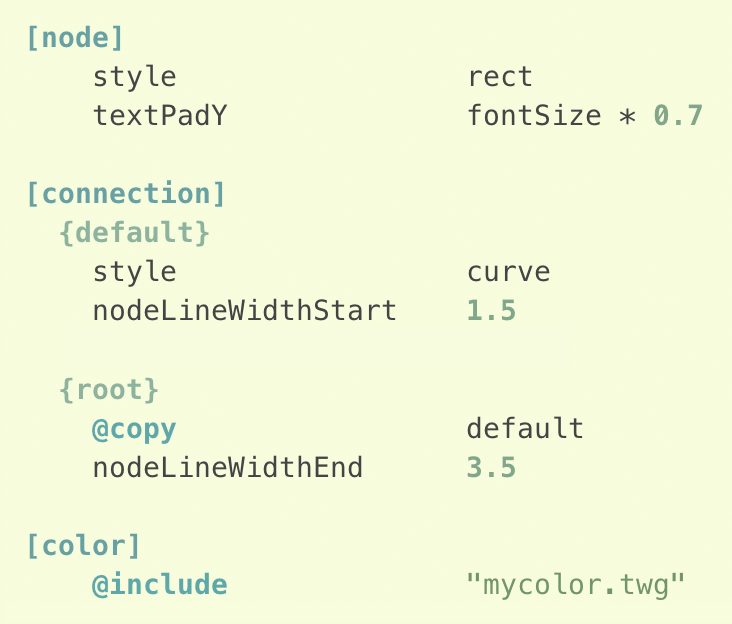 [node]
    style                 rect
    textPadY              fontSize * 0.7

[connection]
  {default}
    style                 curve
    nodeLineWidthStart    1.5

  {root}
    @copy                 default
    nodeLineWidthEnd      3.5

[color]
    @include              "mycolor.twg"